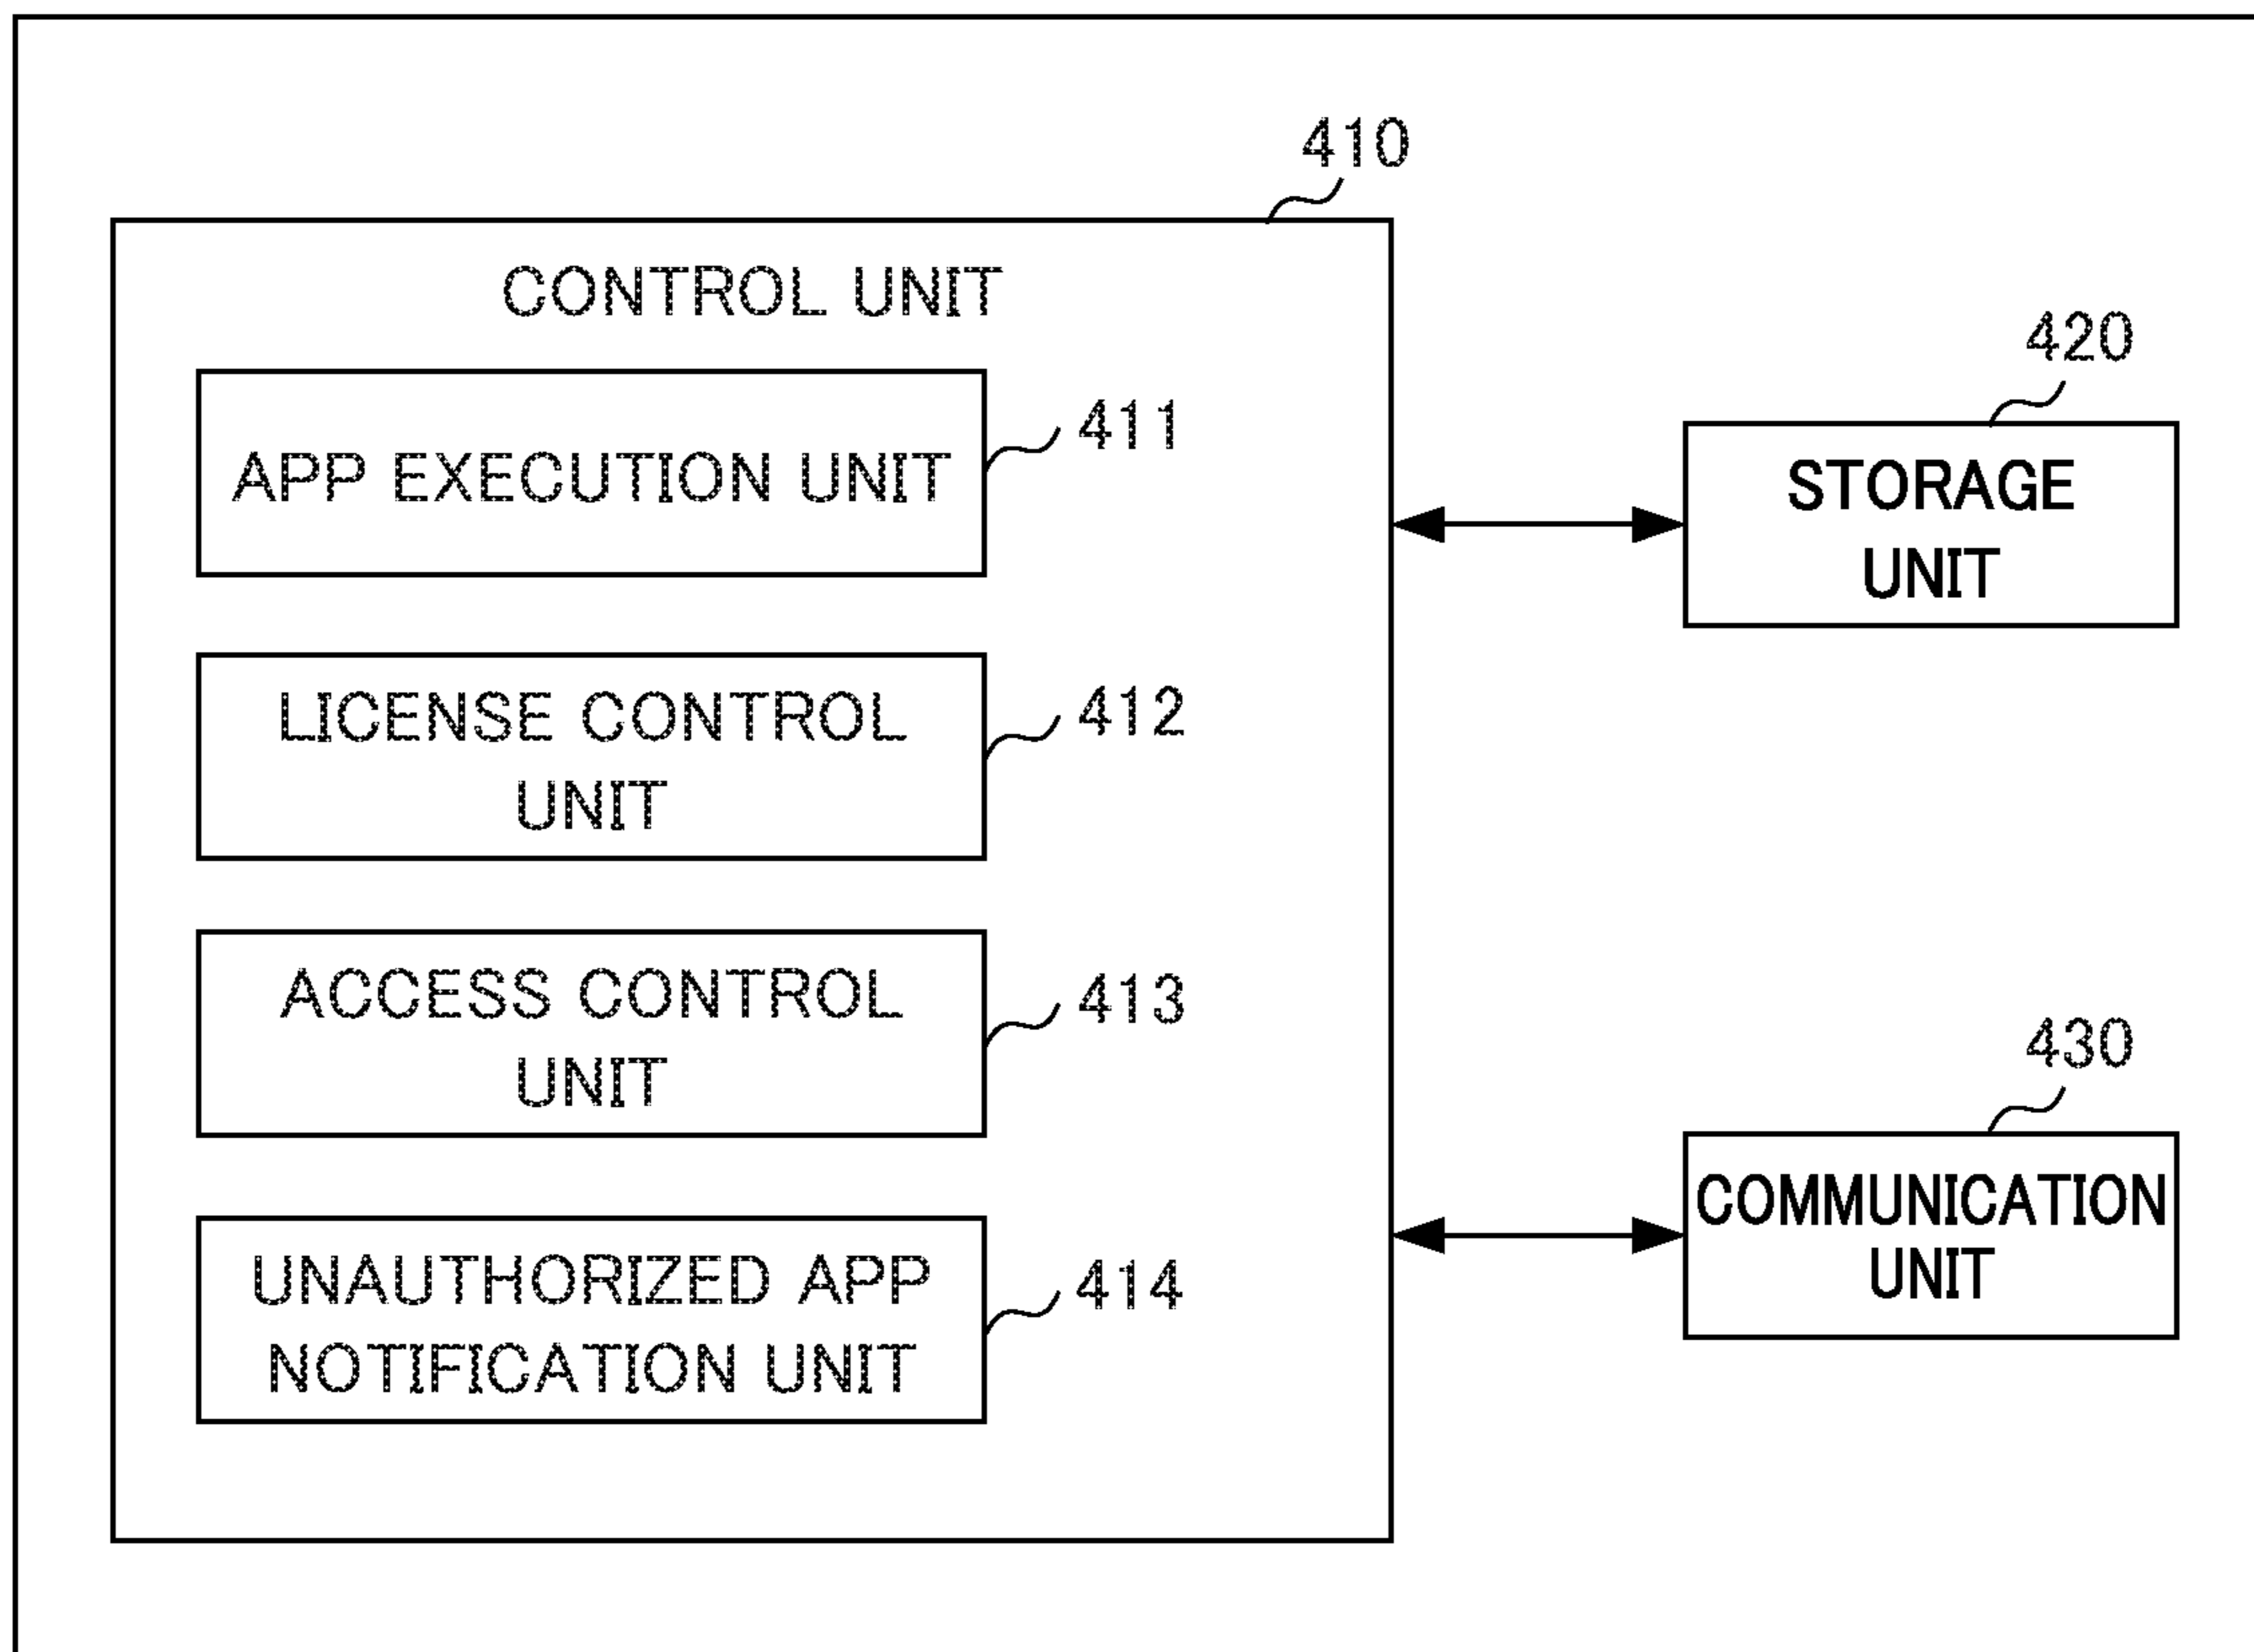 410
CONTROL UNIT
APP EXECUTION UNIT
411
LICENSE CONTROL
UNIT
412
ACCESS CONTROL
UNIT
413
UNAUTHORIZED APP
NOTIFICATION UNIT
414
420
STORAGE
UNIT
430
COMMUNICATION
UNIT